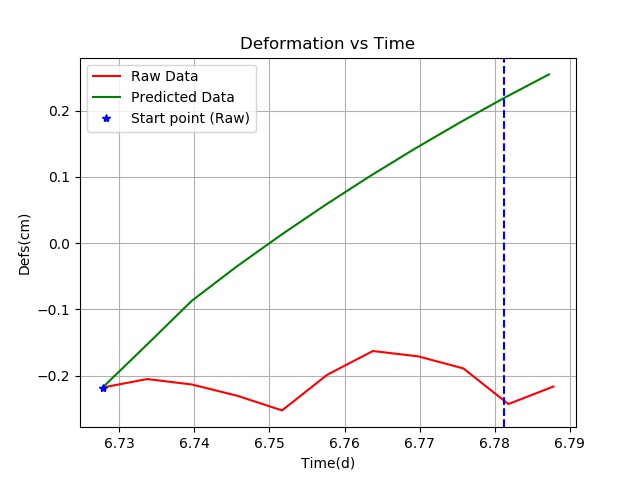 Deformation vs Time
Raw Data
Predicted Data
Start point (Raw)
0.2
0.1
0.0
−0.1
−0.2
Defs(cm)
6.73 6.74 6.75 6.76 6.77 6.78 6.79
Time(d)